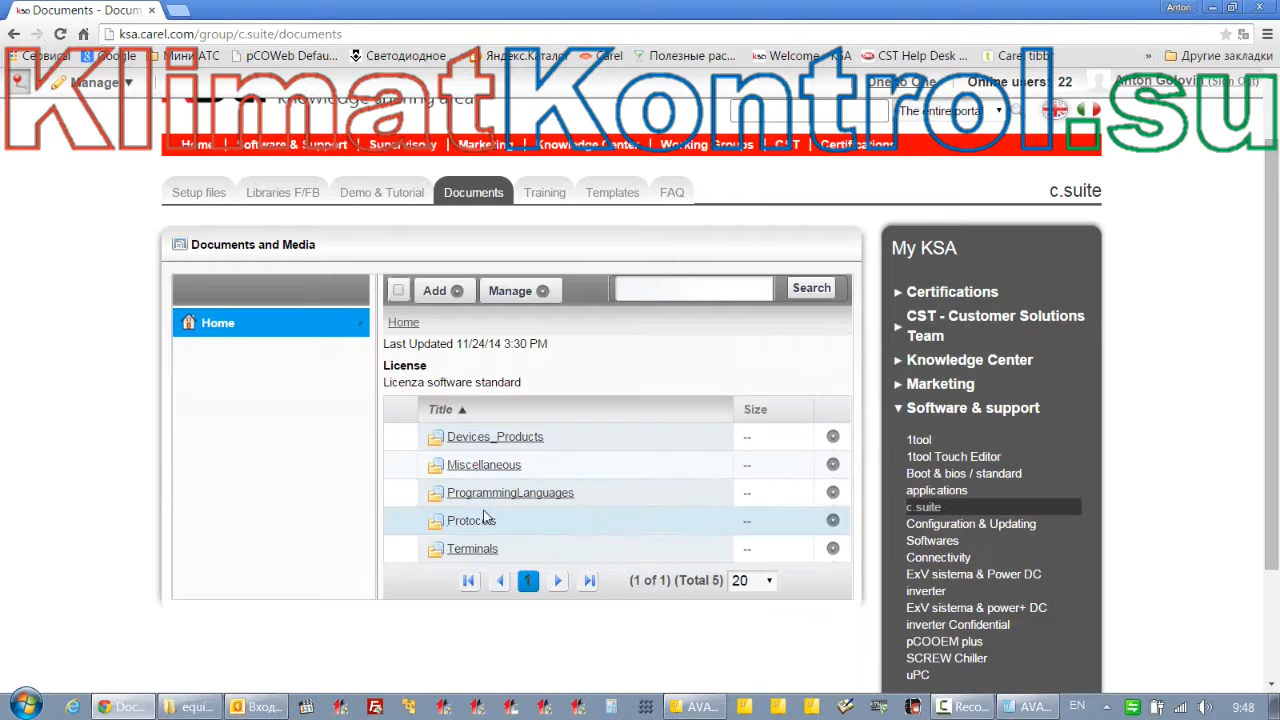 Documents - Docum
Anton
ksa.carel.com/group/c.suite/documents
Сервисы Google Мини АТС pCOWeb Defau... Светодиодное Яндекс.Каталог Carel Полезные рас... Welcome - KSA CST Help Desk ... Carel tibb » Другие закладки
KlimatKontrol.su
Manage One to One Online users: 22 Anton Golovin (Sign Out)
Knowledge sharing area The entire porta
Home Software & Support Supervisory Marketing Knowledge Center Working Groups CST Certifications
Setup files Libraries F/FB Demo & Tutorial Documents Training Templates FAQ c.suite
Documents and Media
Add Manage Search
Home
Home
Last Updated 11/24/14 3:30 PM
License
Licenza software standard
Title ▲ Size
Devices_Products --
Miscellaneous --
ProgrammingLanguages --
Protocols --
Terminals --
1 (1 of 1) (Total 5) 20
My KSA
Certifications
CST - Customer Solutions
Team
Knowledge Center
Marketing
Software & support
1tool
1tool Touch Editor
Boot & bios / standard
applications
c.suite
Configuration & Updating
Softwares
Connectivity
ExV sistema & Power DC
inverter
ExV sistema & power+ DC
inverter Confidential
pCOOEM plus
SCREW Chiller
uPC
Doc... equi... Вход... AVA... Reco... AVA... EN 9:48